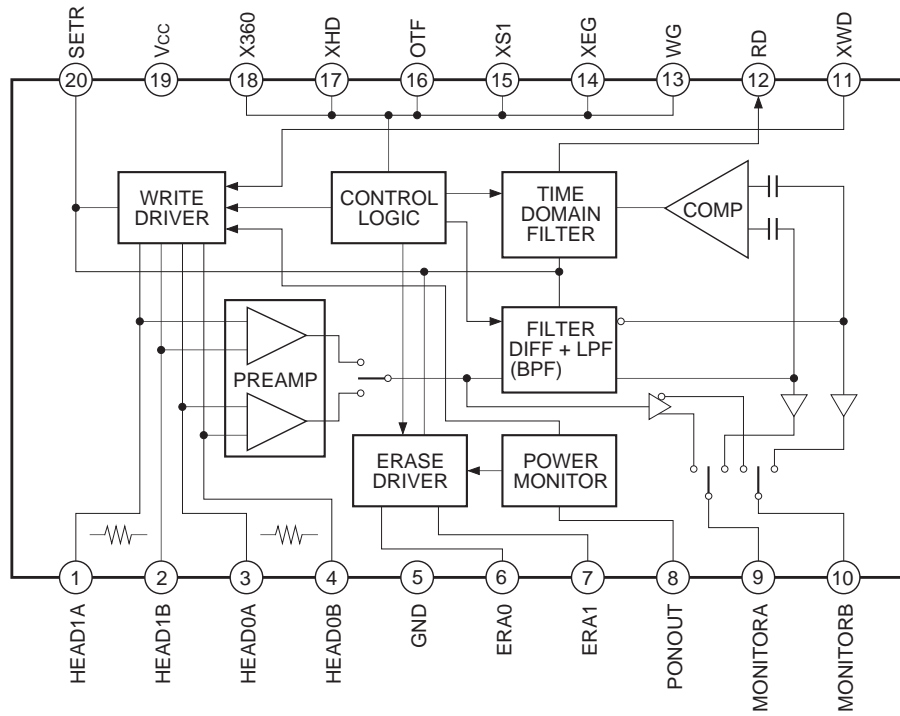 SETR
Vcc
X360
XHD
OTF
XS1
XEG
WG
RD
XWD
20
19
18
17
16
15
14
13
12
11
WRITE
DRIVER
CONTROL
LOGIC
TIME
DOMAIN
FILTER
COMP
PREAMP
FILTER
DIFF + LPF
(BPF)
ERASE
DRIVER
POWER
MONITOR
1
2
3
4
5
6
7
8
9
10
HEAD1A
HEAD1B
HEAD0A
HEAD0B
GND
ERA0
ERA1
PONOUT
MONITORA
MONITORB